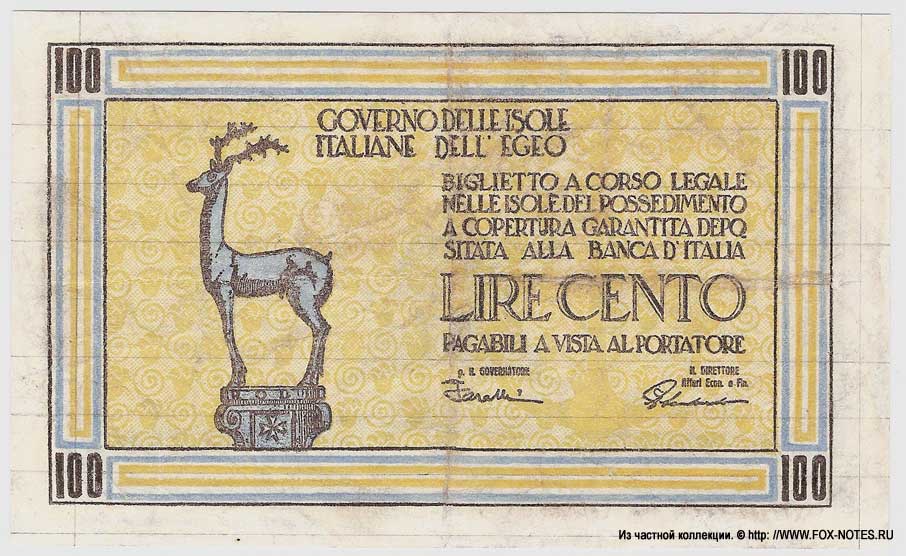 100 100
GOVERNO DELLE ISOLE
ITALIANE DELL' EGEO
BIGLIETTO A CORSO LEGALE
NELLE ISOLE DEL POSSEDIMENTO
A COPERTURA GARANTITA DEPO
SITATA ALLA BANCA D'ITALIA
LIRE CENTO
PAGABILI A VISTA AL PORTATORE
p. IL GOVERNATORE IL DIRETTORE
Affari Econ. e Fin.
Faralli
RODI
100 100
Из частной коллекции. © http: //WWW.FOX-NOTES.RU